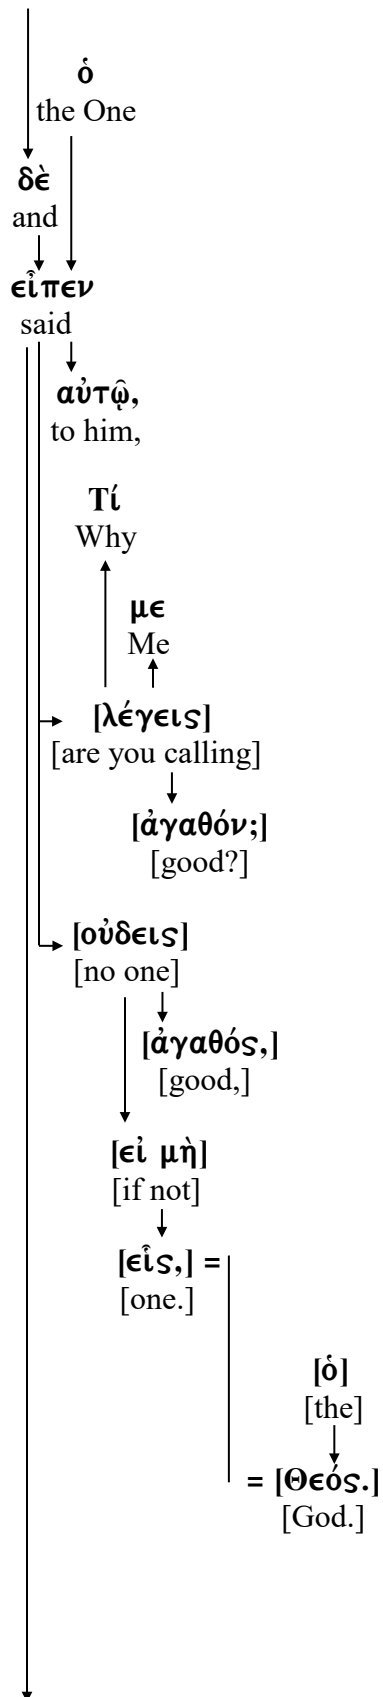 ὁ
the One
δὲ
and
εἶπεν
said
αὐτῷ,
to him,
Τί
Why
με
Me
[λέγεις]
[are you calling]
[ἀγαθόν;]
[good?]
[οὐδεις]
[no one]
[ἀγαθός,]
[good,]
[εἰ μὴ]
[if not]
[εἷς,] =
[one.]
[ὁ]
[the]
= [Θεός.]
[God.]